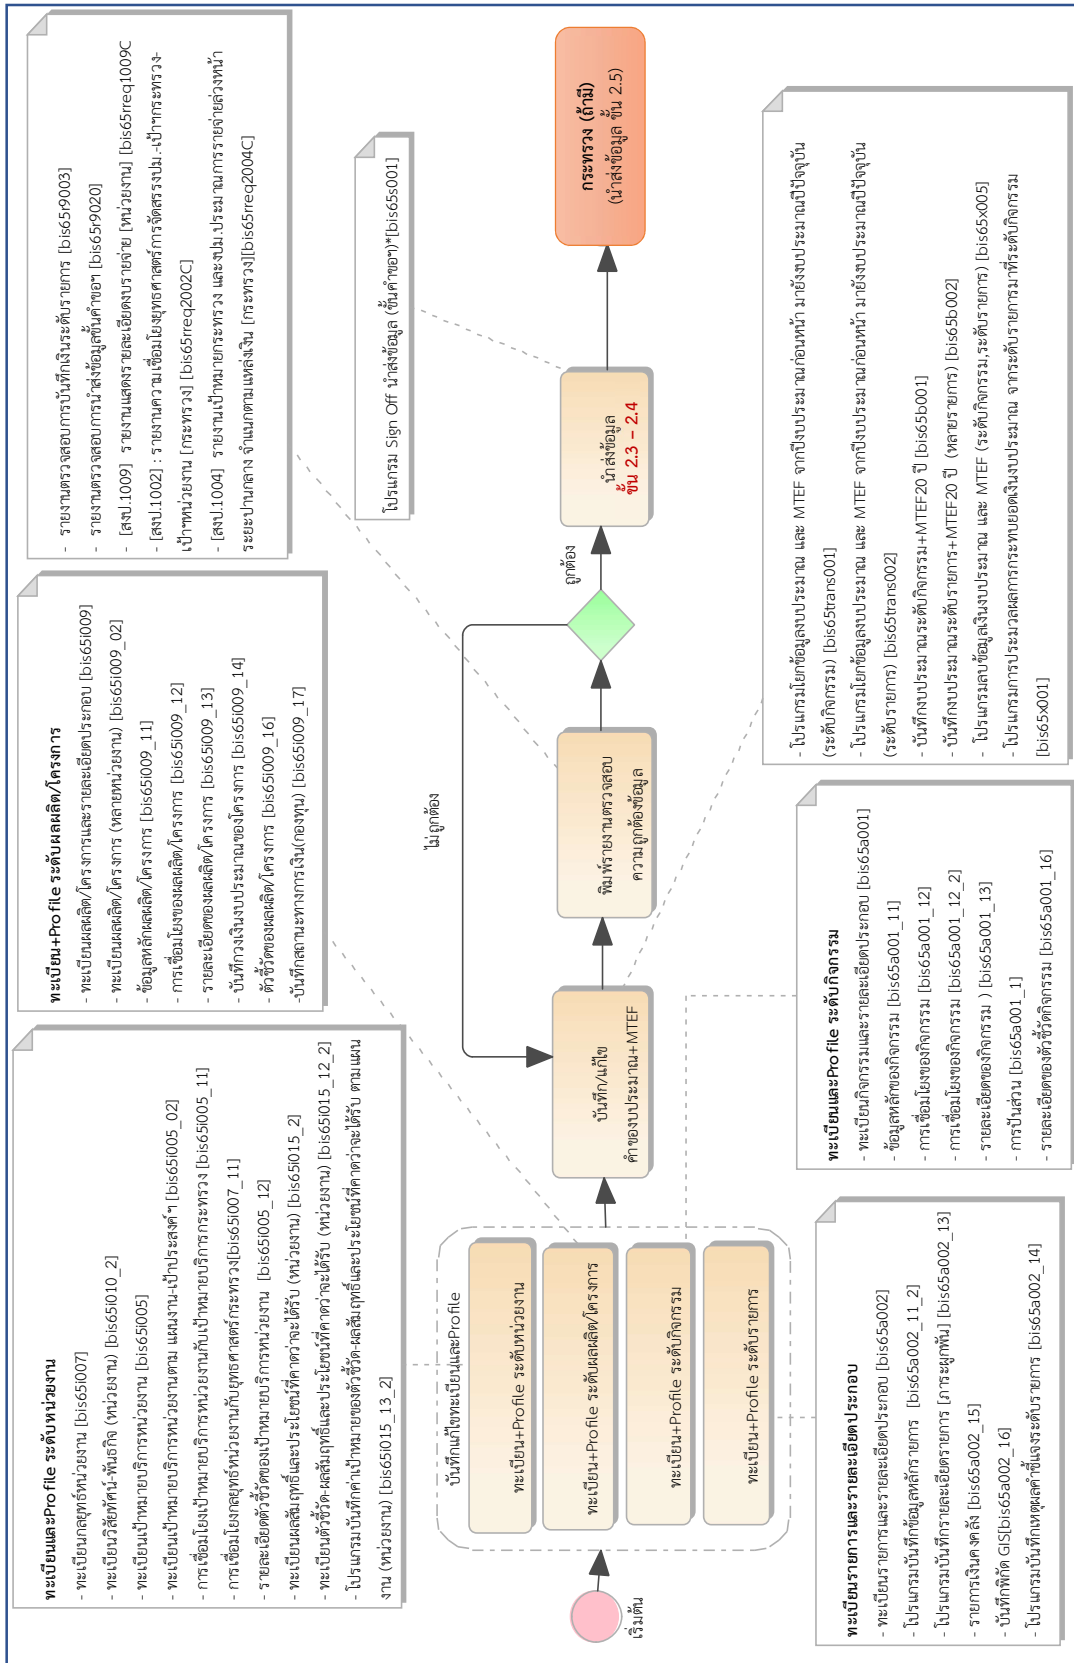 ทะเบียนและProfile ระดับหน่วยงาน
- ทะเบียนกลยุทธ์หน่วยงาน [bis65i007]
- ทะเบียนวิสัยทัศน์-พันธกิจ (หน่วยงาน) [bis65i010_2]
- ทะเบียนเป้าหมายบริการหน่วยงาน [bis65i005]
- ทะเบียนเป้าหมายบริการหน่วยงานตาม แผนงาน-เป้าประสงค์ฯ [bis65i005_02]
- การเชื่อมโยงเป้าหมายบริการหน่วยงานกับเป้าหมายบริการกระทรวง [bis65i005_11]
- การเชื่อมโยงกลยุทธ์หน่วยงานกับยุทธศาสตร์กระทรวง[bis65i007_11]
- รายละเอียดตัวชี้วัดของเป้าหมายบริการหน่วยงาน [bis65i005_12]
- ทะเบียนผลสัมฤทธิ์และประโยชน์ที่คาดว่าจะได้รับ (หน่วยงาน) [bis65i015_2]
- ทะเบียนตัวชี้วัด-ผลสัมฤทธิ์และประโยชน์ที่คาดว่าจะได้รับ (หน่วยงาน) [bis65i015_12_2]
- โปรแกรมบันทึกค่าเป้าหมายของตัวชี้วัด-ผลสัมฤทธิ์และประโยชน์ที่คาดว่าจะได้รับ ตามแผน
งาน (หน่วยงาน) [bis65i015_13_2]
ทะเบียน+Profile ระดับผลผลิต/โครงการ
- ทะเบียนผลผลิต/โครงการและรายละเอียดประกอบ [bis65i009]
- ทะเบียนผลผลิต/โครงการ (หลายหน่วยงาน) [bis65i009_02]
- ข้อมูลหลักผลผลิต/โครงการ [bis65i009_11]
- การเชื่อมโยงของผลผลิต/โครงการ [bis65i009_12]
- รายละเอียดของผลผลิต/โครงการ [bis65i009_13]
- บันทึกวงเงินงบประมาณของโครงการ [bis65i009_14]
- ตัวชี้วัดของผลผลิต/โครงการ [bis65i009_16]
-บันทึกสถานะทางการเงิน(กองทุน) [bis65i009_17]
- รายงานตรวจสอบการบันทึกเงินระดับรายการ [bis65r9003]
- รายงานตรวจสอบการนำส่งข้อมูลขั้นคำขอฯ [bis65r9020]
- [สงป.1009] รายงานแสดงรายละเอียดงบรายจ่าย [หน่วยงาน] [bis65rreq1009C
- [สงป.1002] : รายงานความเชื่อมโยงยุทธศาสตร์การจัดสรรงปม.-เป้าฯกระทรวง-
เป้าฯหน่วยงาน [กระทรวง] [bis65rreq2002C]
- [สงป.1004] รายงานเป้าหมายกระทรวง และงปม.ประมาณการรายจ่ายล่วงหน้า
ระยะปานกลาง จำแนกตามแหล่งเงิน [กระทรวง][bis65rreq2004C]
โปรแกรม Sign Off นำส่งข้อมูล (ขั้นคำขอฯ)*[bis65s001]
เริ่มต้น
บันทึกแก้ไขทะเบียนและProfile
ทะเบียน+Profile ระดับหน่วยงาน
ทะเบียน+Profile ระดับผลผลิต/โครงการ
ทะเบียน+Profile ระดับกิจกรรม
ทะเบียน+Profile ระดับรายการ
บันทึก/แก้ไข
คำของบประมาณ+MTEF
พิมพ์รายงานตรวจสอบ
ความถูกต้องข้อมูล
ไม่ถูกต้อง
ถูกต้อง
นำส่งข้อมูล
ขั้น 2.3 – 2.4
กระทรวง (ถ้ามี)
(นำส่งข้อมูล ขั้น 2.5)
ทะเบียนรายการและรายละเอียดประกอบ
- ทะเบียนรายการและรายละเอียดประกอบ [bis65a002]
- โปรแกรมบันทึกข้อมูลหลักรายการ [bis65a002_11_2]
- โปรแกรมบันทึกรายละเอียดรายการ [ภาระผูกพัน] [bis65a002_13]
- รายการเงินคงคลัง [bis65a002_15]
- บันทึกพิกัด GIS[bis65a002_16]
- โปรแกรมบันทึกเหตุผลคำชี้แจงระดับรายการ [bis65a002_14]
ทะเบียนและProfile ระดับกิจกรรม
- ทะเบียนกิจกรรมและรายละเอียดประกอบ [bis65a001]
- ข้อมูลหลักของกิจกรรม [bis65a001_11]
- การเชื่อมโยงของกิจกรรม [bis65a001_12]
- การเชื่อมโยงของกิจกรรม [bis65a001_12_2]
- รายละเอียดของกิจกรรม ) [bis65a001_13]
- การปันส่วน [bis65a001_1]
- รายละเอียดของตัวชี้วัดกิจกรรม [bis65a001_16]
- โปรแกรมโยกข้อมูลงบประมาณ และ MTEF จากปีงบประมาณก่อนหน้า มายังงบประมาณปีปัจจุบัน
(ระดับกิจกรรม) [bis65trans001]
- โปรแกรมโยกข้อมูลงบประมาณ และ MTEF จากปีงบประมาณก่อนหน้า มายังงบประมาณปีปัจจุบัน
(ระดับรายการ) [bis65trans002]
- บันทึกงบประมาณระดับกิจกรรม+MTEF20 ปี [bis65b001]
- บันทึกงบประมาณระดับรายการ+MTEF20 ปี (หลายรายการ) [bis65b002]
- โปรแกรมลบข้อมูลเงินงบประมาณ และ MTEF (ระดับกิจกรรม,ระดับรายการ) [bis65x005]
- โปรแกรมการประมวลผลการกระทบยอดเงินงบประมาณ จากระดับรายการมาที่ระดับกิจกรรม
[bis65x001]